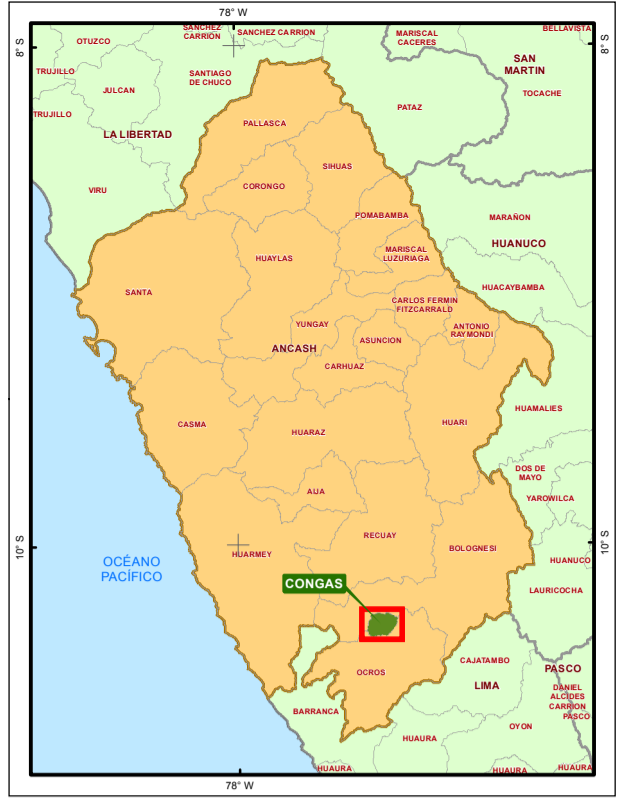 78° W
8° S
8° S
OTUZCO
SANCHEZ
CARRIÓN
SANCHEZ CARRION
MARISCAL
CACERES
BELLAVISTA
TRUJILLO
JULCAN
SANTIAGO
DE CHUCO
SAN
MARTIN
TOCACHE
TRUJILLO
LA LIBERTAD
PALLASCA
PATAZ
VIRU
CORONGO
SIHUAS
POMABAMBA
MARAÑON
HUANUCO
HUAYLAS
MARISCAL
LUZURIAGA
SANTA
HUACAYBAMBA
CARLOS FERMIN
FITZCARRALD
YUNGAY
ASUNCION
ANTONIO
RAYMONDI
ANCASH
CARHUAZ
CASMA
HUARAZ
HUARI
HUAMALIES
DOS DE
MAYO
AIJA
YAROWILCA
RECUAY
HUARMEY
BOLOGNESI
10° S
10° S
OCÉANO
PACÍFICO
HUANUCO
CONGAS
LAURICOCHA
OCROS
CAJATAMBO
LIMA
PASCO
DANIEL
ALCIDES
CARRION
PASCO
BARRANCA
OYON
HUAURA
HUAURA
HUAURA
HUAURA
78° W